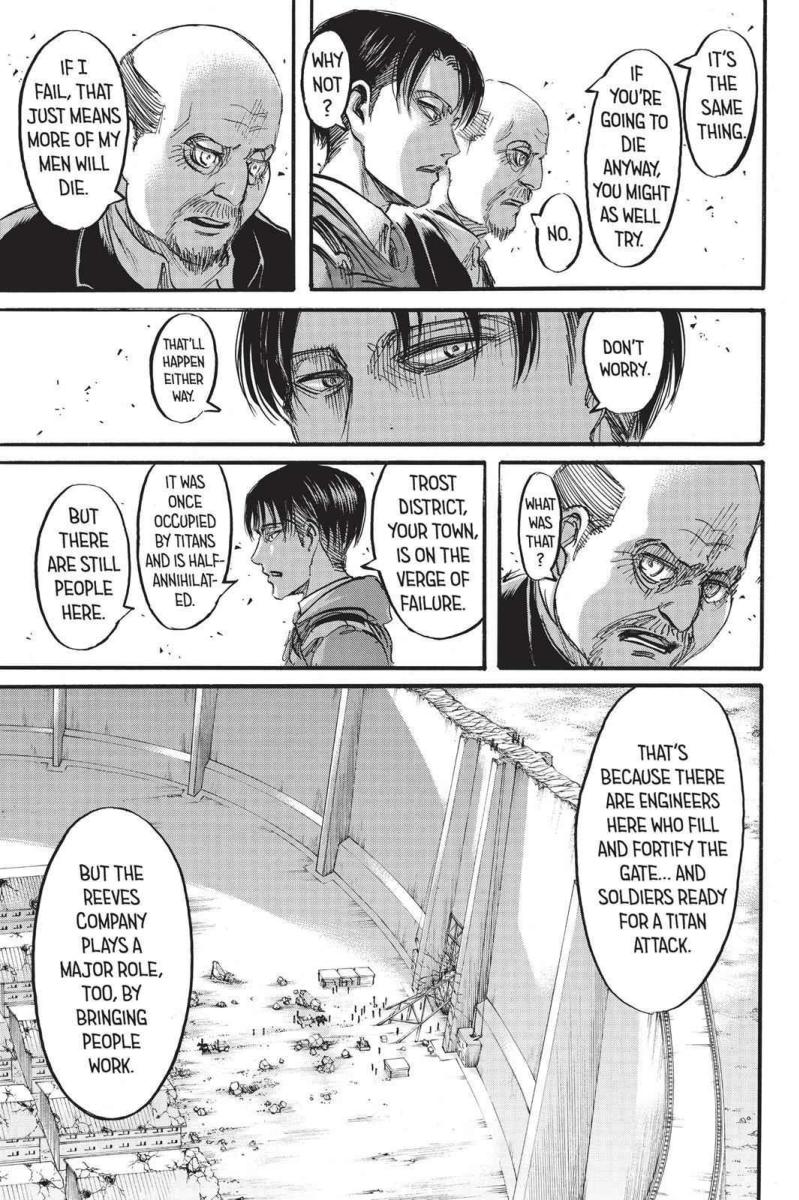 IT'S
THE
SAME
THING.
IF
YOU'RE
GOING TO
DIE
ANYWAY,
YOU MIGHT
AS WELL
TRY.
NO.
WHY
NOT
?
IF I
FAIL, THAT
JUST MEANS
MORE OF MY
MEN WILL
DIE.
DON'T
WORRY.
THAT'LL
HAPPEN
EITHER
WAY.
WHAT
WAS
THAT
?
TROST
DISTRICT,
YOUR TOWN,
IS ON THE
VERGE OF
FAILURE.
IT WAS
ONCE
OCCUPIED
BY TITANS
AND IS HALF-
ANNIHILAT-
ED.
BUT
THERE
ARE STILL
PEOPLE
HERE.
THAT'S
BECAUSE THERE
ARE ENGINEERS
HERE WHO FILL
AND FORTIFY THE
GATE... AND
SOLDIERS READY
FOR A TITAN
ATTACK.
BUT THE
REEVES
COMPANY
PLAYS A
MAJOR ROLE,
TOO, BY
BRINGING
PEOPLE
WORK.